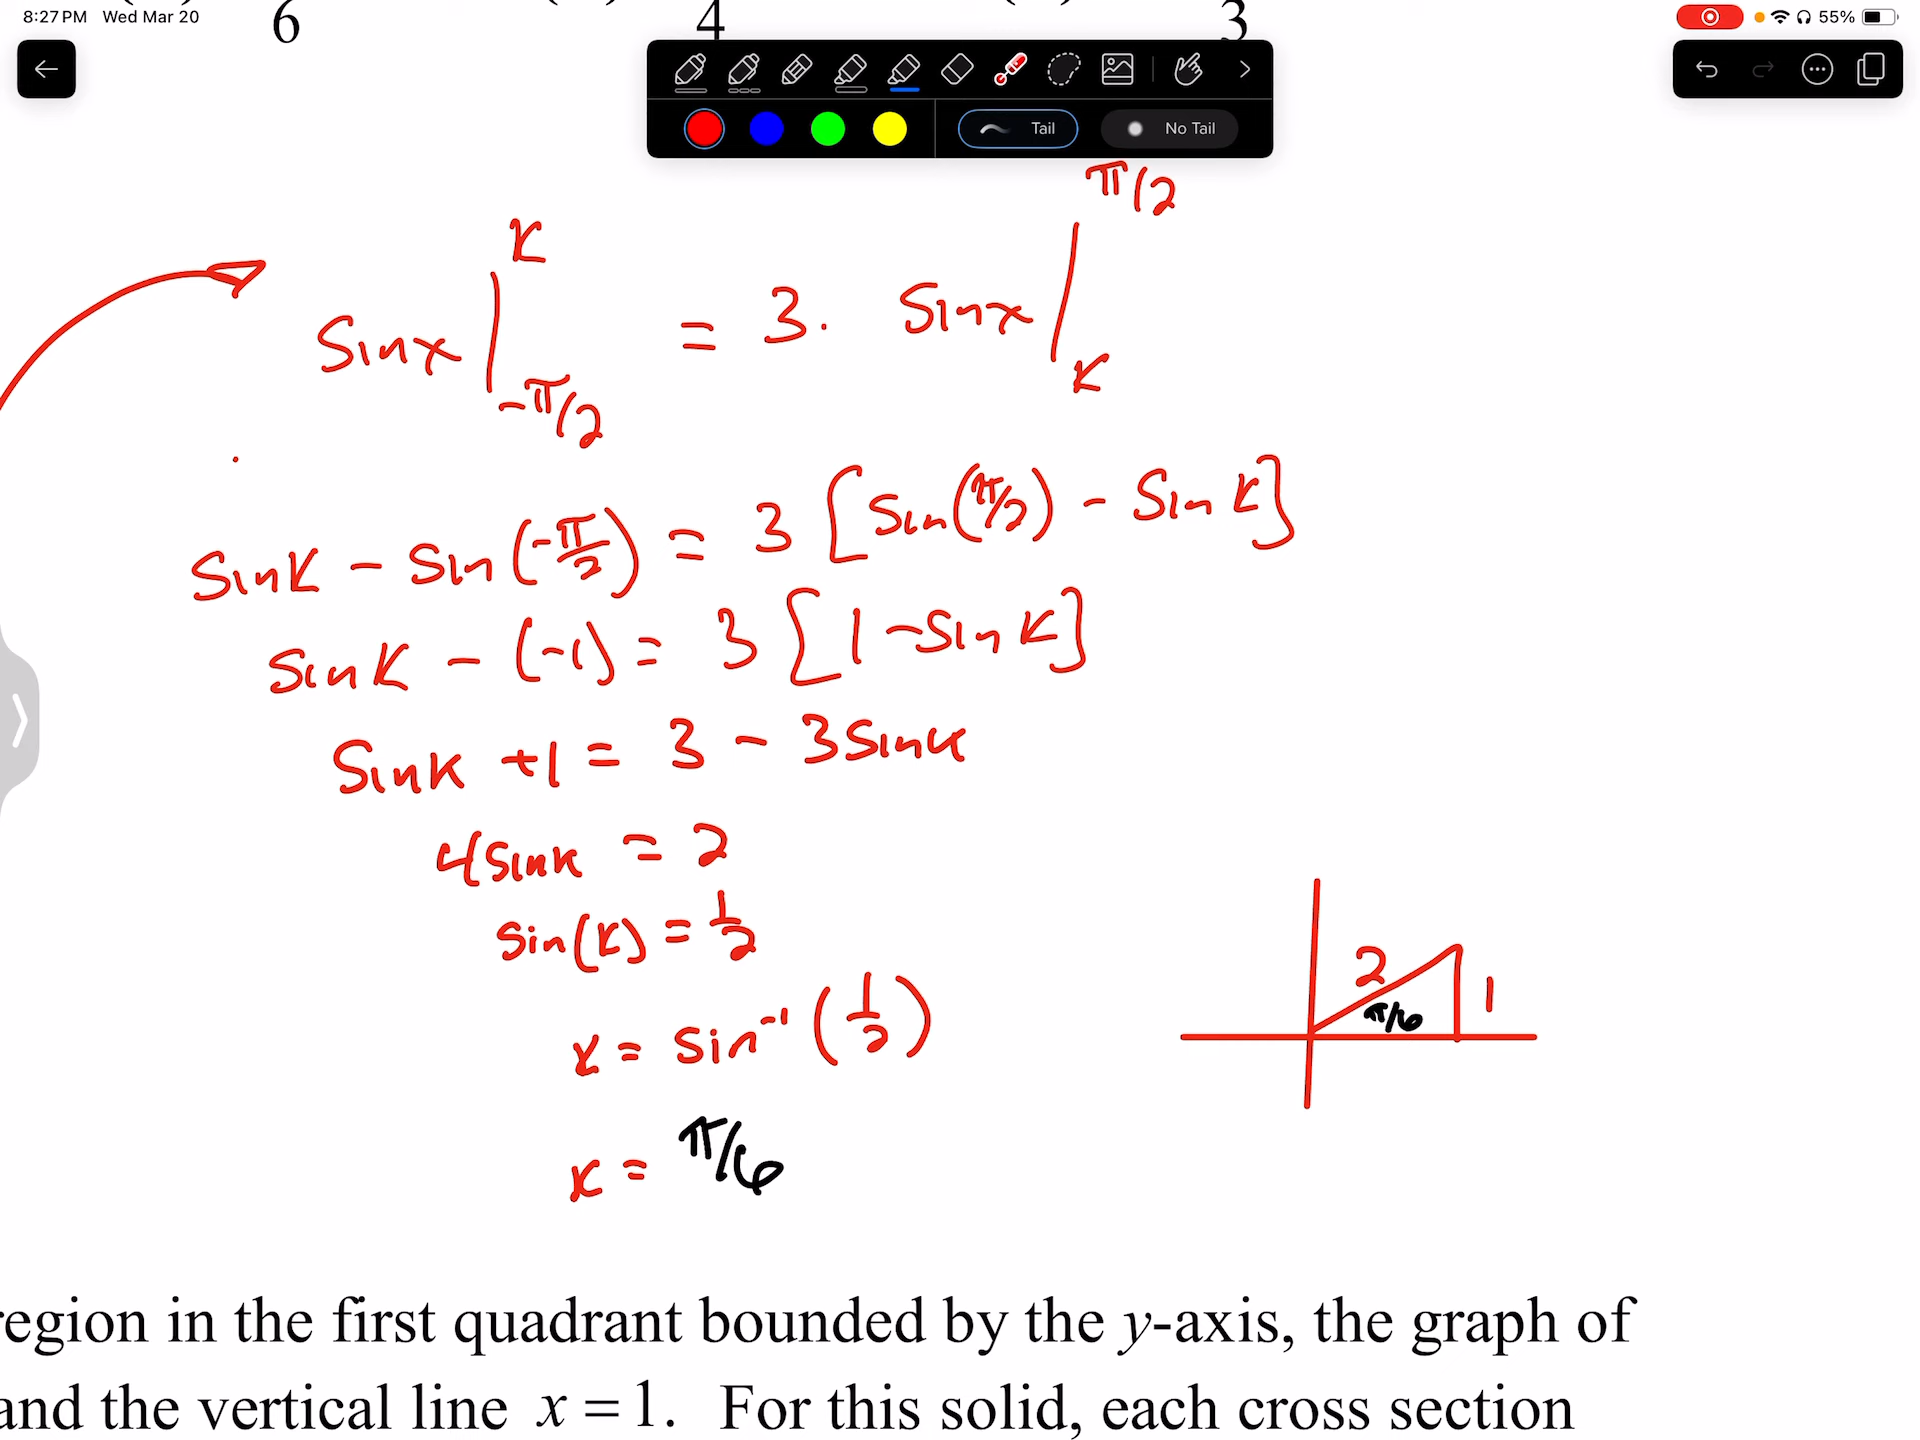 8:27 PM Wed Mar 20
55%
6
4
3
Tail
No Tail
sinx |_{-π/2}^{K} = 3 · sinx |_{K}^{π/2}
sinK - sin(-π/2) = 3 [sin(π/2) - sin K]
sinK - (-1) = 3 [1 - sin K]
sinK + 1 = 3 - 3sinK
4sinK = 2
sin(K) = 1/2
K = sin⁻¹(1/2)
K = π/6
2
π/6
1
region in the first quadrant bounded by the y-axis, the graph of
and the vertical line x = 1. For this solid, each cross section